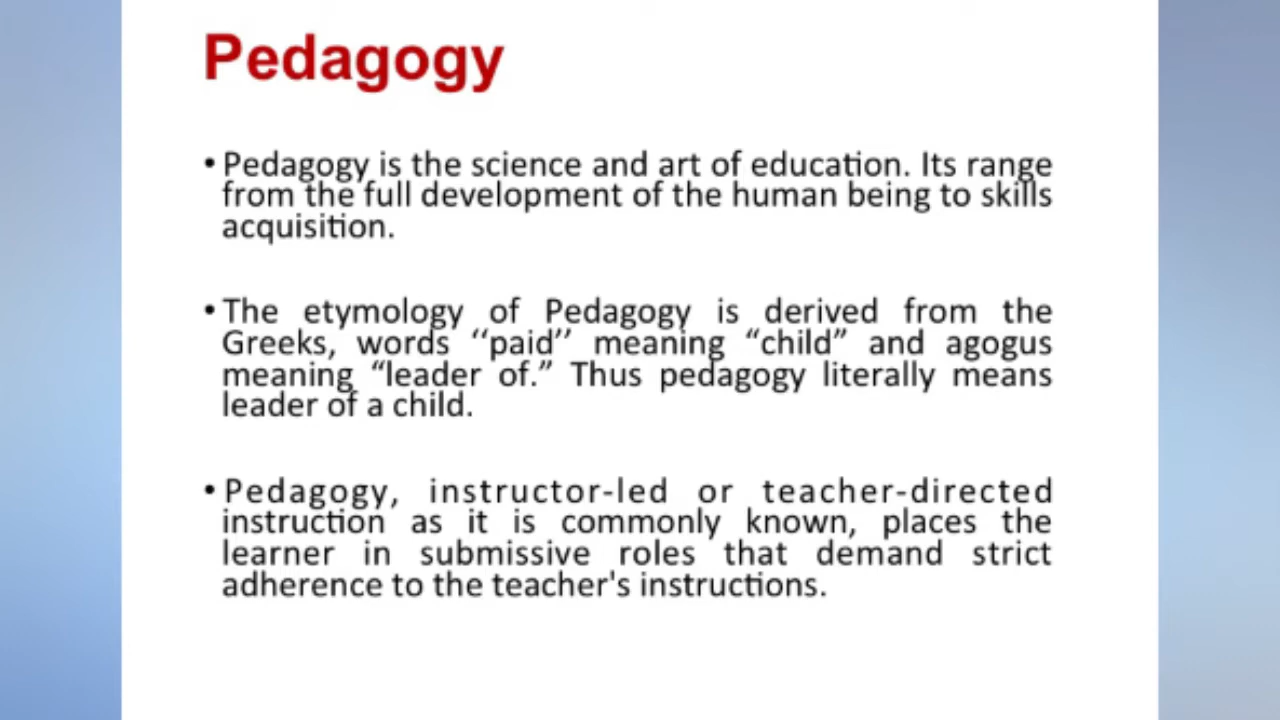 Pedagogy
• Pedagogy is the science and art of education. Its range
from the full development of the human being to skills
acquisition.
• The etymology of Pedagogy is derived from the
Greeks, words ‘‘paid’’ meaning “child” and agogus
meaning “leader of.” Thus pedagogy literally means
leader of a child.
• Pedagogy, instructor-led or teacher-directed
instruction as it is commonly known, places the
learner in submissive roles that demand strict
adherence to the teacher's instructions.